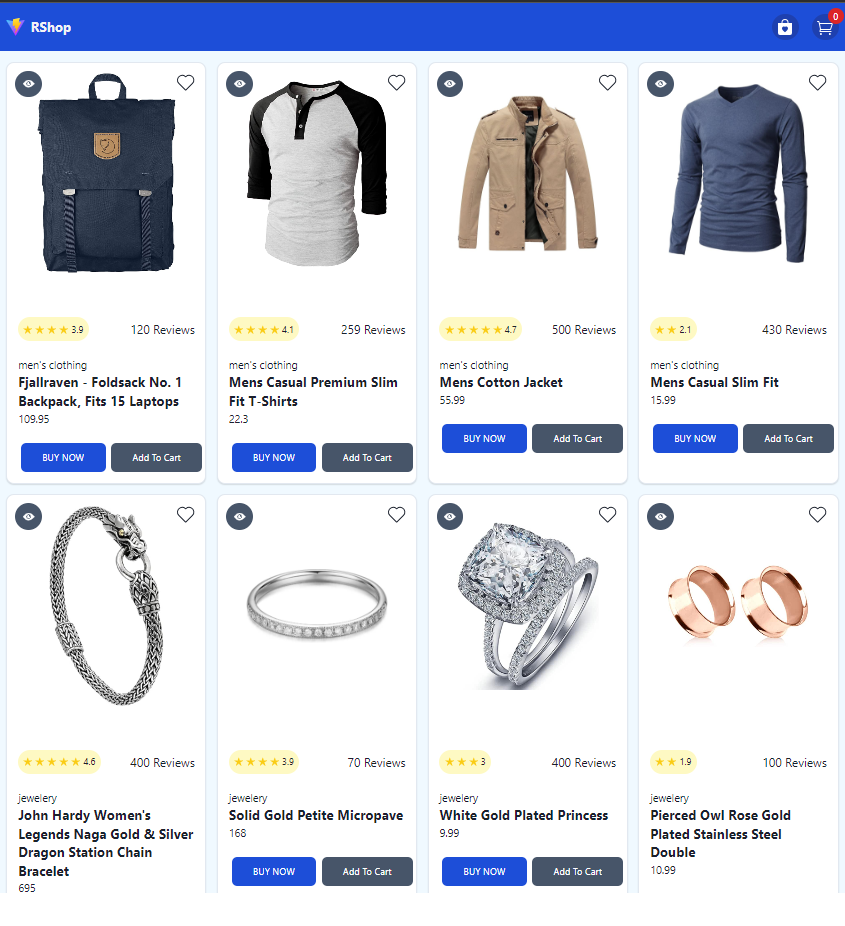 RShop
0
3.9 120 Reviews
men's clothing
Fjallraven - Foldsack No. 1
Backpack, Fits 15 Laptops
109.95
BUY NOW Add To Cart
4.1 259 Reviews
men's clothing
Mens Casual Premium Slim
Fit T-Shirts
22.3
BUY NOW Add To Cart
4.7 500 Reviews
men's clothing
Mens Cotton Jacket
55.99
BUY NOW Add To Cart
2.1 430 Reviews
men's clothing
Mens Casual Slim Fit
15.99
BUY NOW Add To Cart
4.6 400 Reviews
jewelery
John Hardy Women's
Legends Naga Gold & Silver
Dragon Station Chain
Bracelet
695
3.9 70 Reviews
jewelery
Solid Gold Petite Micropave
168
BUY NOW Add To Cart
3 400 Reviews
jewelery
White Gold Plated Princess
9.99
BUY NOW Add To Cart
1.9 100 Reviews
jewelery
Pierced Owl Rose Gold
Plated Stainless Steel
Double
10.99